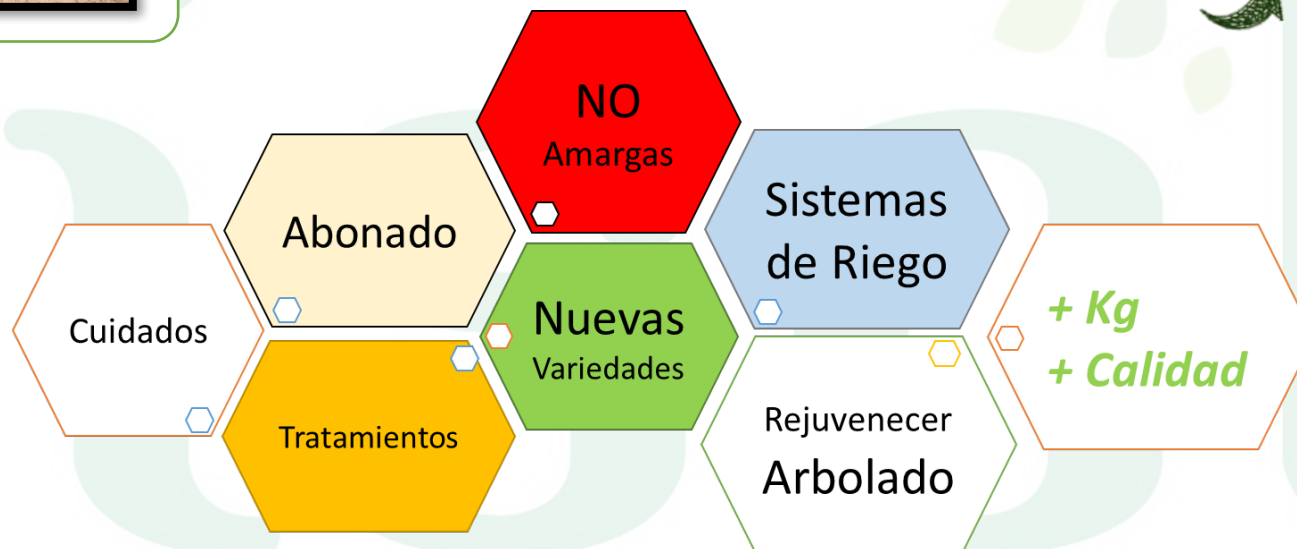 NO
Amargas
Abonado
Sistemas
de Riego
Cuidados
Nuevas
Variedades
+ Kg
+ Calidad
Tratamientos
Rejuvenecer
Arbolado